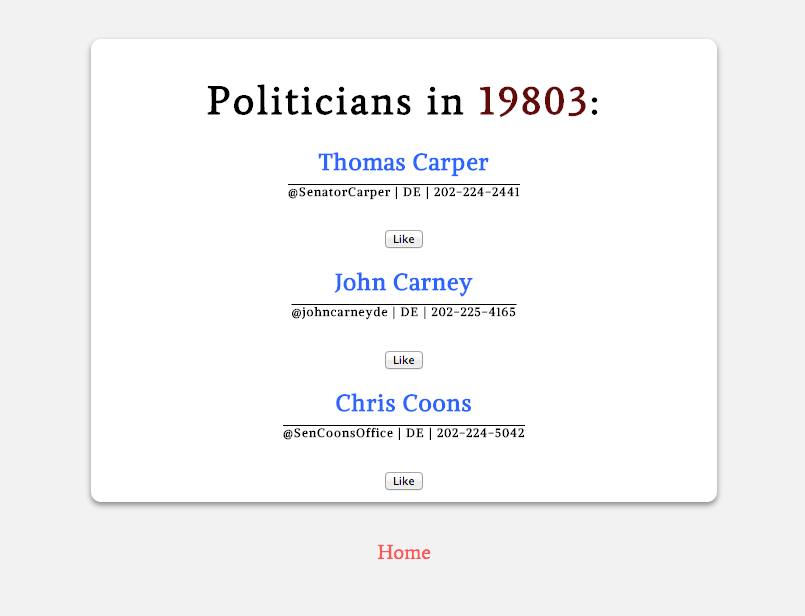 Politicians in 19803:
Thomas Carper
@SenatorCarper | DE | 202-224-2441
Like
John Carney
@johncarneyde | DE | 202-225-4165
Like
Chris Coons
@SenCoonsOffice | DE | 202-224-5042
Like
Home